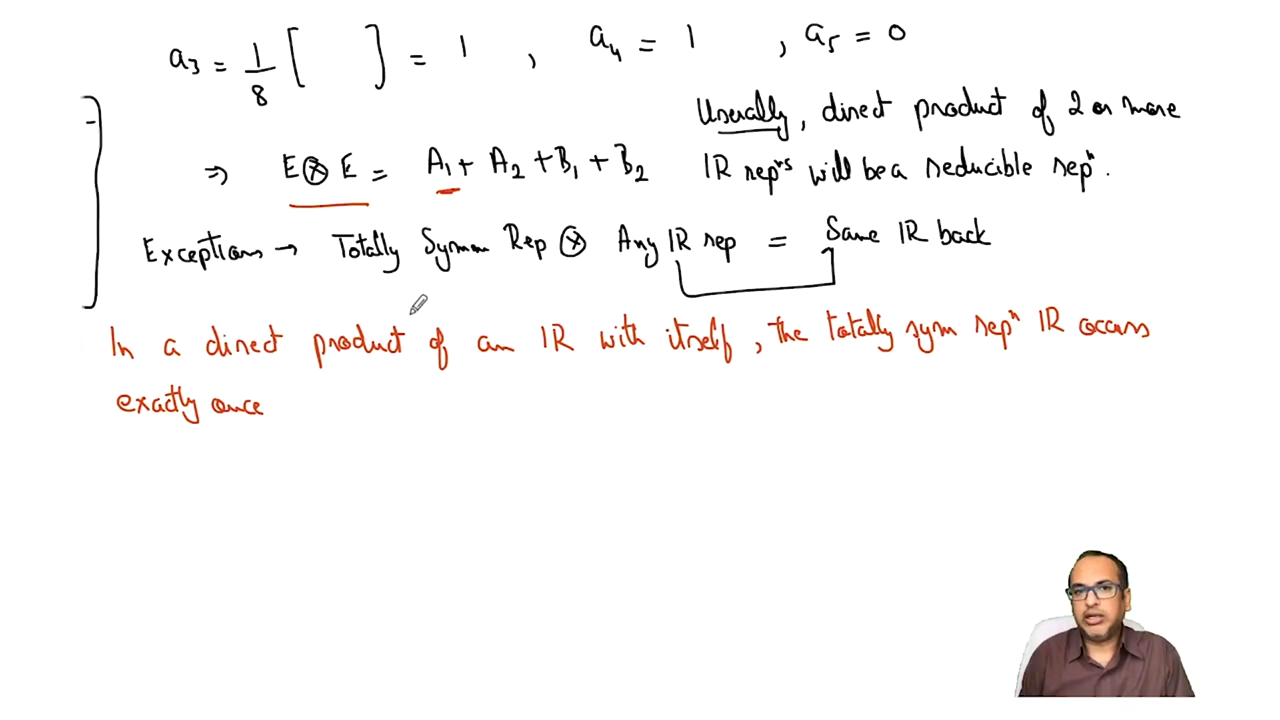 a₃ = 1/8 [ ] = 1 , a₄ = 1 , a₅ = 0
Usually, direct product of 2 or more
⇒ E ⊗ E = A₁ + A₂ + B₁ + B₂ IR repⁿs will be a reducible repⁿ.
Exceptions → Totally Symm Rep ⊗ Any IR rep = Same IR back
In a direct product of an IR with itself, the totally sym repⁿ IR occurs
exactly once